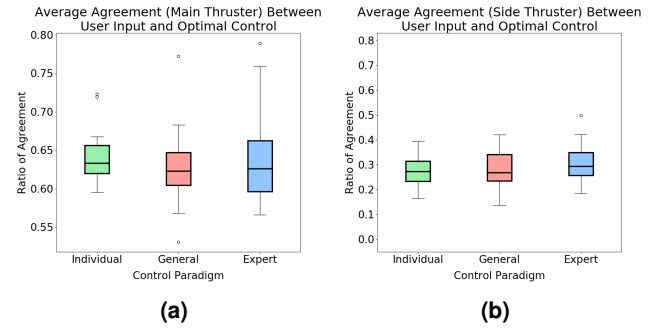 Average Agreement (Main Thruster) Between
User Input and Optimal Control
0.80
0.75
0.70
0.65
0.60
0.55
Ratio of Agreement
Individual
General
Expert
Control Paradigm
(a)
Average Agreement (Side Thruster) Between
User Input and Optimal Control
0.8
0.7
0.6
0.5
0.4
0.3
0.2
0.1
0.0
Ratio of Agreement
Individual
General
Expert
Control Paradigm
(b)